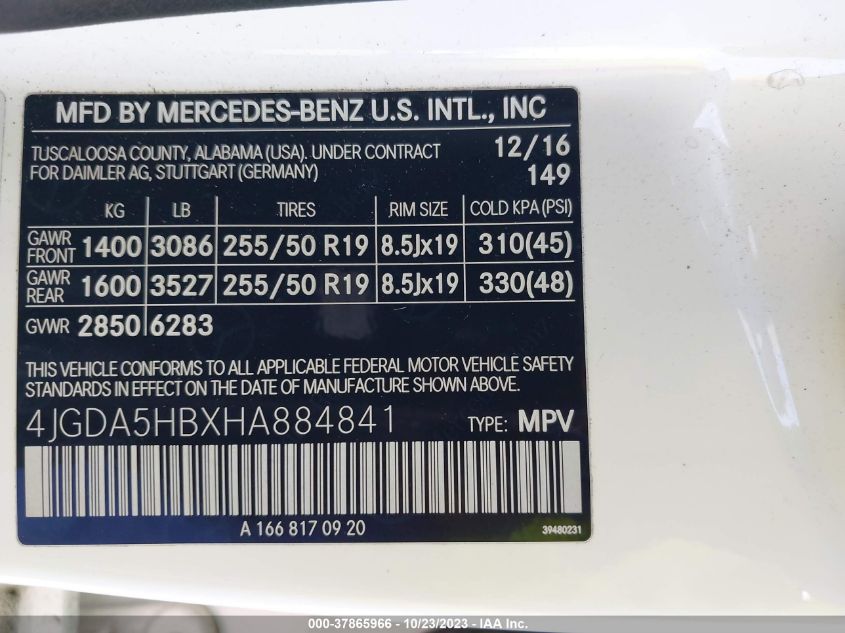 MFD BY MERCEDES-BENZ U.S. INTL., INC
TUSCALOOSA COUNTY, ALABAMA (USA). UNDER CONTRACT 12/16
FOR DAIMLER AG, STUTTGART (GERMANY) 149
KG LB TIRES RIM SIZE COLD KPA (PSI)
GAWR FRONT 1400 3086 255/50 R19 8.5Jx19 310(45)
GAWR REAR 1600 3527 255/50 R19 8.5Jx19 330(48)
GVWR 2850 6283
THIS VEHICLE CONFORMS TO ALL APPLICABLE FEDERAL MOTOR VEHICLE SAFETY
STANDARDS IN EFFECT ON THE DATE OF MANUFACTURE SHOWN ABOVE.
4JGDA5HBXHA884841 TYPE: MPV
A 166 817 09 20 39480231
000-37865966 - 10/23/2023 - IAA Inc.